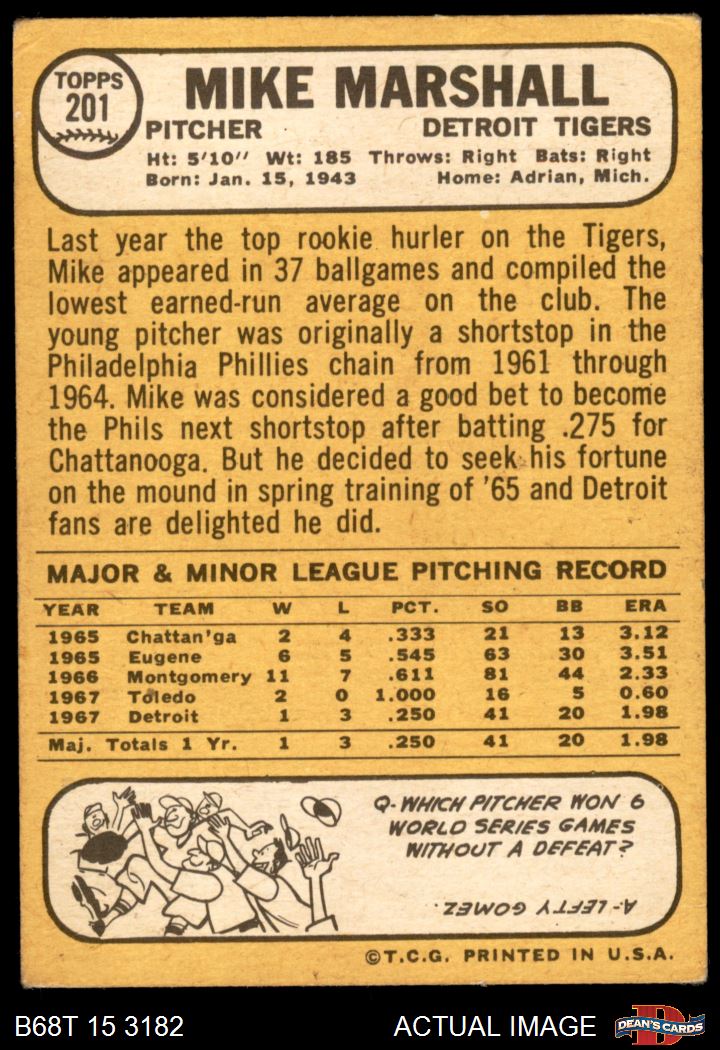 TOPPS
201
MIKE MARSHALL
PITCHER DETROIT TIGERS
Ht: 5'10" Wt: 185 Throws: Right Bats: Right
Born: Jan. 15, 1943 Home: Adrian, Mich.
Last year the top rookie hurler on the Tigers,
Mike appeared in 37 ballgames and compiled the
lowest earned-run average on the club. The
young pitcher was originally a shortstop in the
Philadelphia Phillies chain from 1961 through
1964. Mike was considered a good bet to become
the Phils next shortstop after batting .275 for
Chattanooga. But he decided to seek his fortune
on the mound in spring training of '65 and Detroit
fans are delighted he did.
MAJOR & MINOR LEAGUE PITCHING RECORD
YEAR TEAM W L PCT. SO BB ERA
1965 Chattan'ga 2 4 .333 21 13 3.12
1965 Eugene 6 5 .545 63 30 3.51
1966 Montgomery 11 7 .611 81 44 2.33
1967 Toledo 2 0 1.000 16 5 0.60
1967 Detroit 1 3 .250 41 20 1.98
Maj. Totals 1 Yr. 1 3 .250 41 20 1.98
Q- WHICH PITCHER WON 6
WORLD SERIES GAMES
WITHOUT A DEFEAT?
A- LEFTY GOMEZ.
©T.C.G. PRINTED IN U.S.A.
B68T 15 3182 ACTUAL IMAGE DEAN'S CARDS